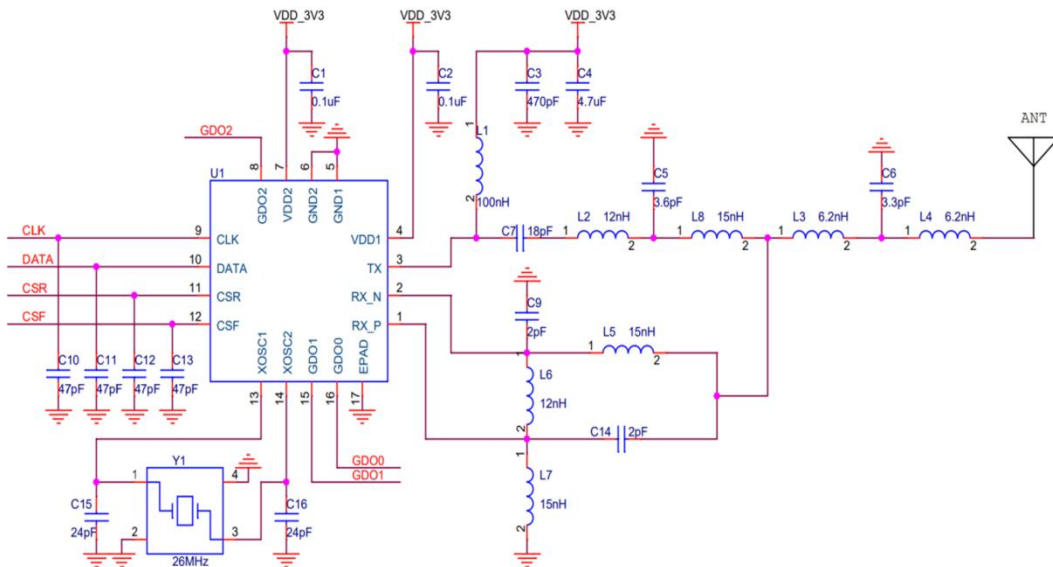 VDD_3V3
VDD_3V3
VDD_3V3
C1
0.1uF
C2
0.1uF
C3
470pF
C4
4.7uF
ANT
GDO2
L1
1
2
100nH
C5
3.6pF
C6
3.3pF
U1
8
7
6
5
GDO2
VDD2
GND2
GND1
CLK
9
CLK
VDD1
4
C7
18pF
1
L2
12nH
2
1
L8
15nH
2
1
L3
6.2nH
2
1
L4
6.2nH
2
DATA
10
DATA
TX
3
CSR
11
CSR
RX_N
2
CSF
12
CSF
RX_P
1
C9
2pF
L5
15nH
1
2
XOSC1
XOSC2
GDO1
GDO0
EPAD
13
14
15
16
17
C10
47pF
C11
47pF
C12
47pF
C13
47pF
1
L6
12nH
2
C14
2pF
1
L7
15nH
2
GDO0
GDO1
Y1
1
4
2
3
26MHz
C15
24pF
C16
24pF